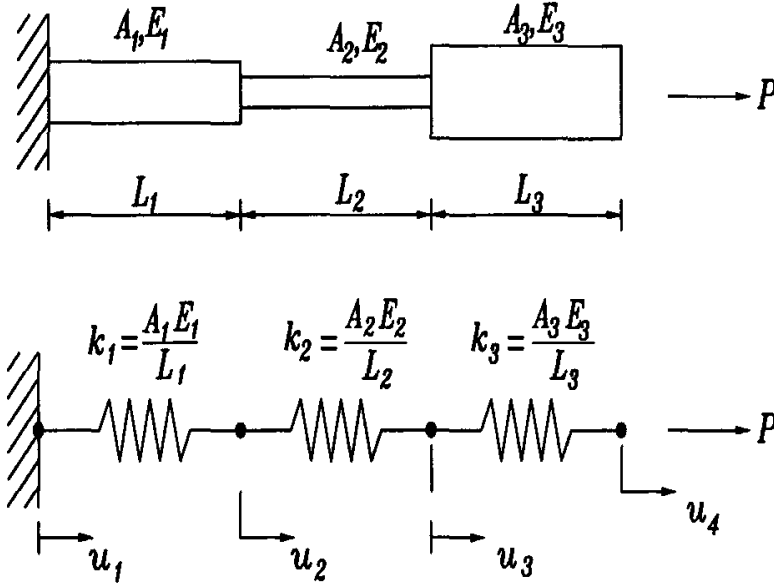 A₁,E₁ A₂,E₂ A₃,E₃
P
L₁ L₂ L₃
k₁=A₁E₁/L₁ k₂=A₂E₂/L₂ k₃=A₃E₃/L₃
P
u₁ u₂ u₃ u₄